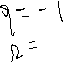 q = - 1
n =